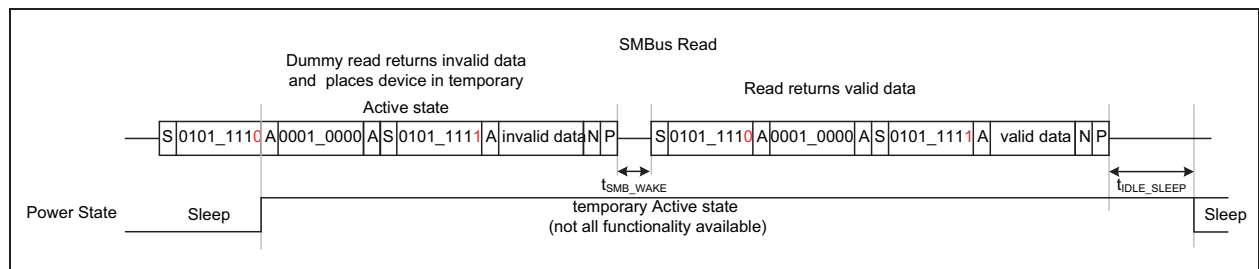 SMBus Read
Dummy read returns invalid data
and places device in temporary
Active state
Read returns valid data
S 0101_1110 A 0001_0000 A S 0101_1111 A invalid data N P
S 0101_1110 A 0001_0000 A S 0101_1111 A valid data N P
tSMB_WAKE
tIDLE_SLEEP
Power State
Sleep
temporary Active state
(not all functionality available)
Sleep